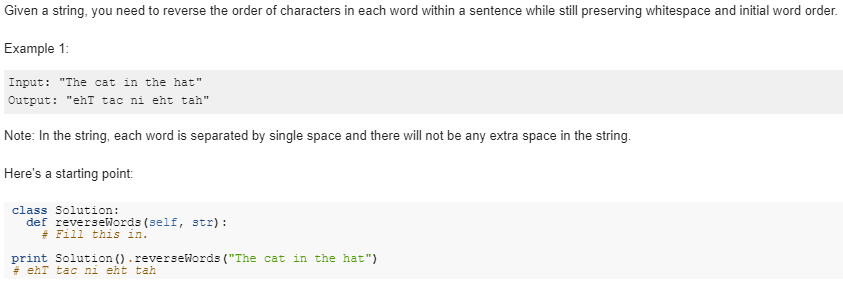 Given a string, you need to reverse the order of characters in each word within a sentence while still preserving whitespace and initial word order.
Example 1:
Input: "The cat in the hat"
Output: "ehT tac ni eht tah"
Note: In the string, each word is separated by single space and there will not be any extra space in the string.
Here's a starting point:
class Solution:
  def reverseWords(self, str):
    # Fill this in.
print Solution().reverseWords("The cat in the hat")
# ehT tac ni eht tah